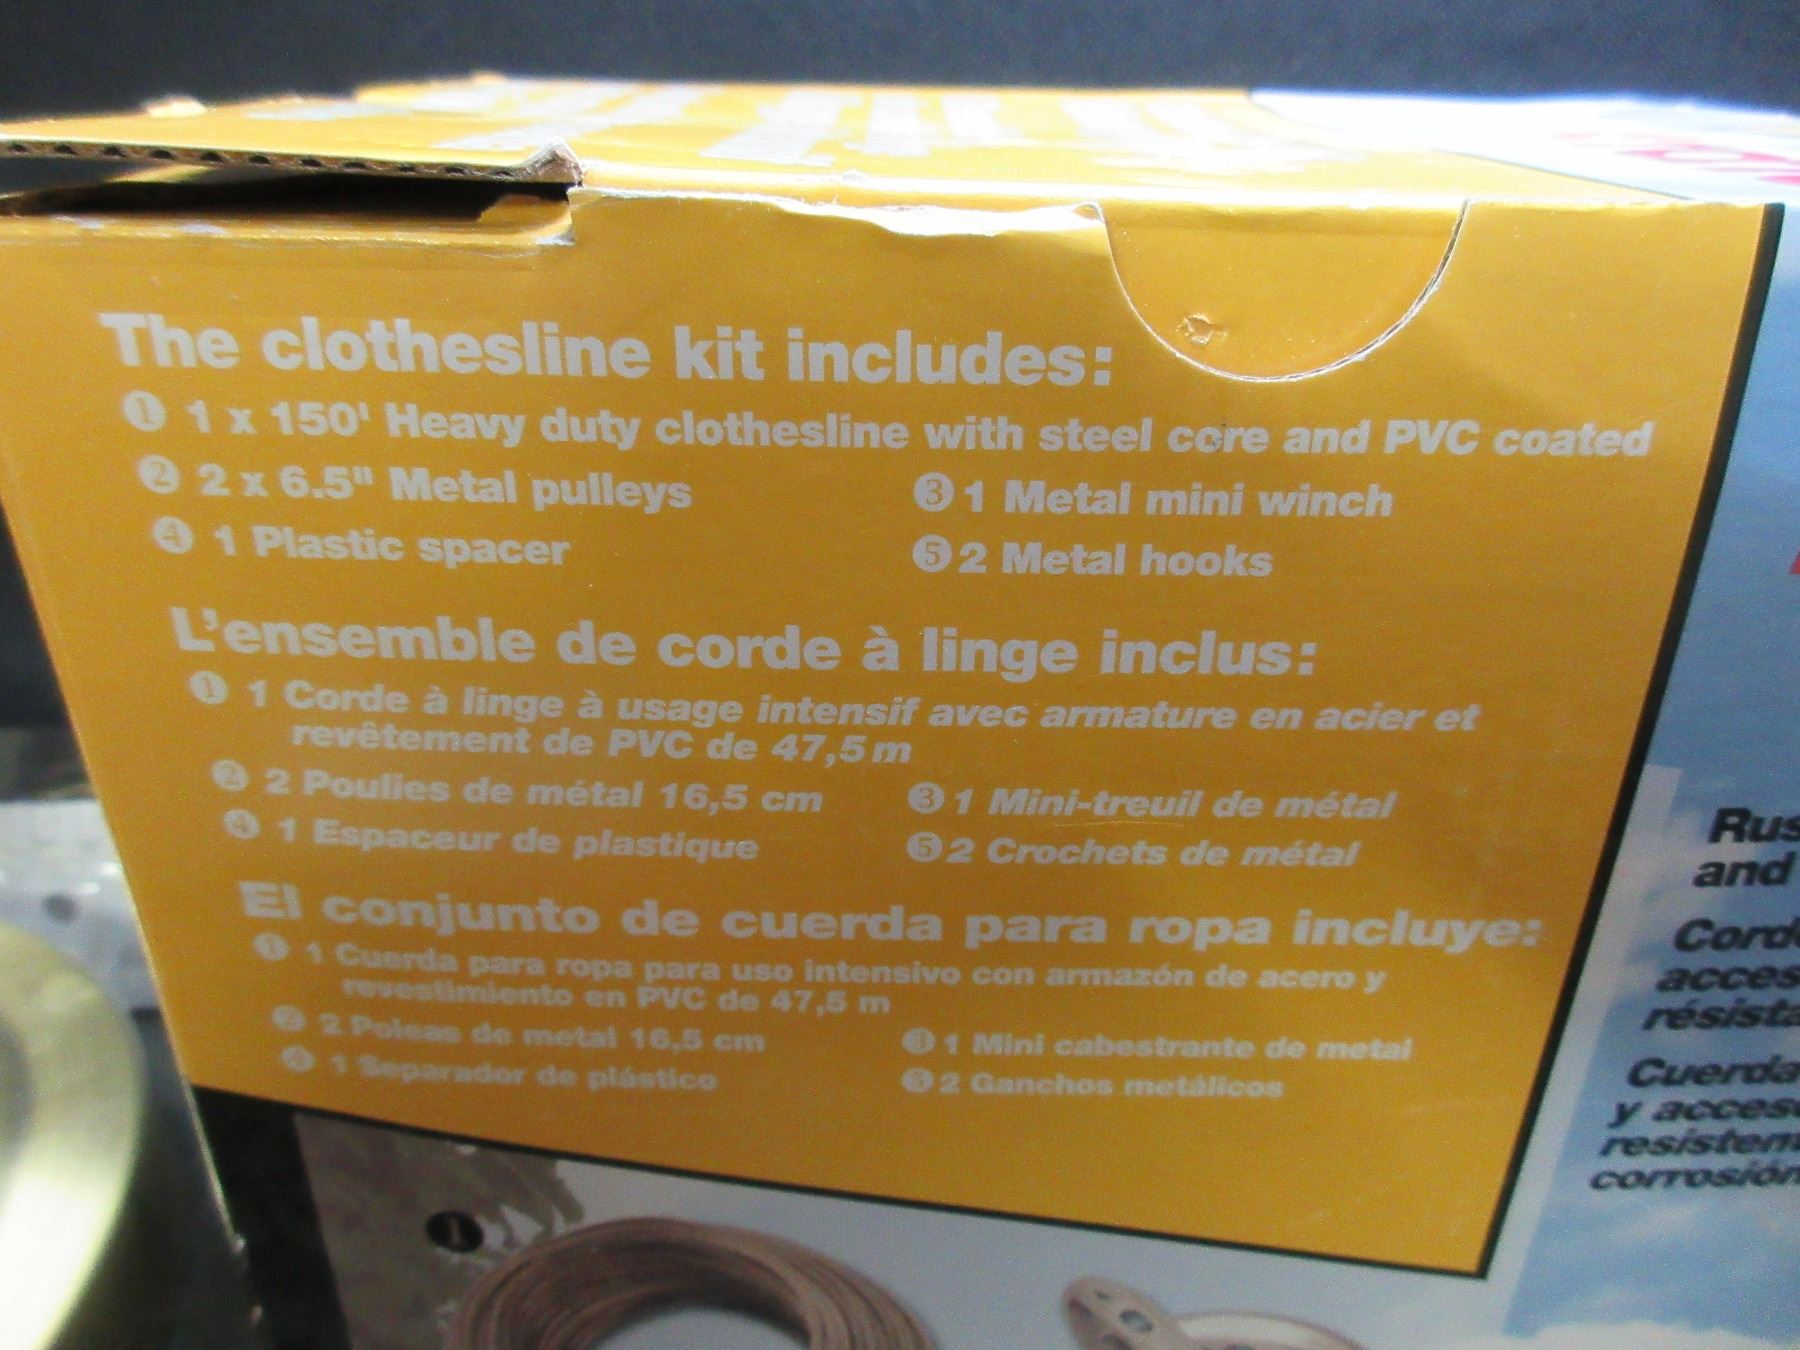 The clothesline kit includes:
1 1 x 150' Heavy duty clothesline with steel core and PVC coated
2 2 x 6.5" Metal pulleys
3 1 Metal mini winch
4 1 Plastic spacer
5 2 Metal hooks
L'ensemble de corde à linge inclus:
1 1 Corde à linge à usage intensif avec armature en acier et
revêtement de PVC de 47,5 m
2 2 Poulies de métal 16,5 cm
3 1 Mini-treuil de métal
4 1 Espaceur de plastique
5 2 Crochets de métal
El conjunto de cuerda para ropa incluye:
1 1 Cuerda para ropa para uso intensivo con armazón de acero y
revestimiento en PVC de 47,5 m
2 2 Poleas de metal 16,5 cm
3 1 Mini cabestrante de metal
4 1 Separador de plástico
5 2 Ganchos metálicos
1
and
Cuerda
y
corrosión